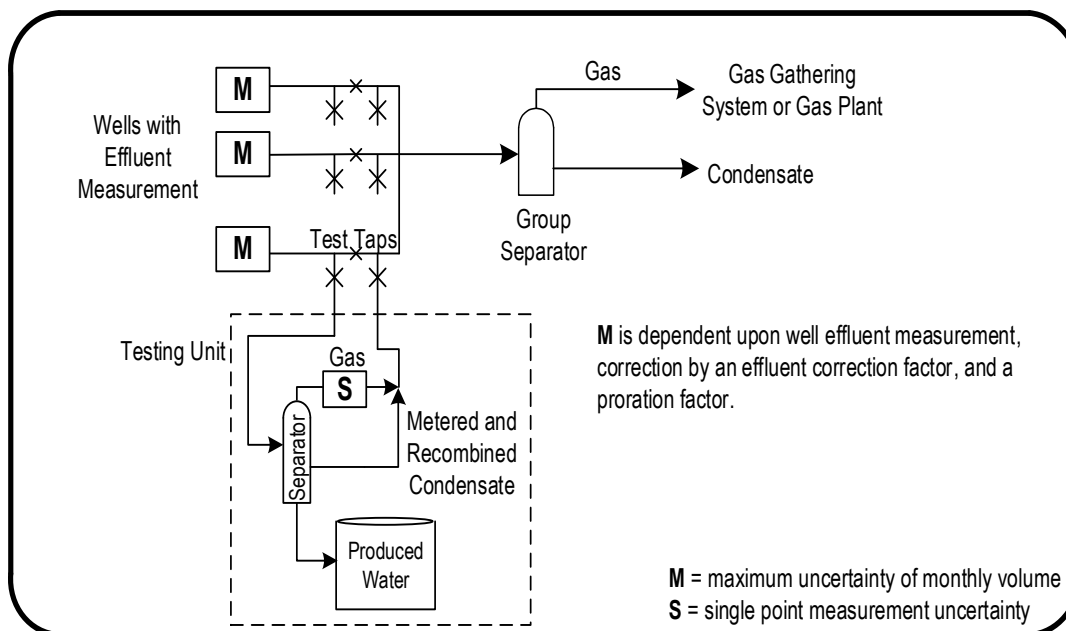 Gas
Gas Gathering
System or Gas Plant
M
Wells with
Effluent
Measurement
M
Condensate
Group
Separator
M
Test Taps
Testing Unit
Gas
S
Separator
Metered and
Recombined
Condensate
Produced
Water
M is dependent upon well effluent measurement,
correction by an effluent correction factor, and a
proration factor.
M = maximum uncertainty of monthly volume
S = single point measurement uncertainty